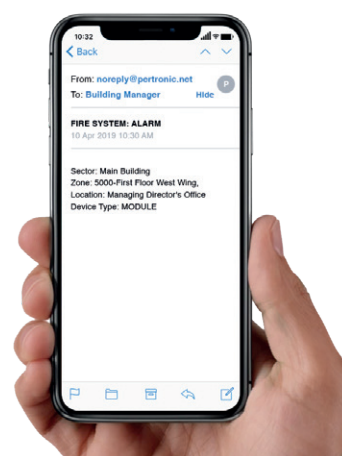 10:32
Back
From: noreply@pertronic.net
P
To: Building Manager Hide
FIRE SYSTEM: ALARM
10 Apr 2019 10:30 AM
Sector: Main Building
Zone: 5000-First Floor West Wing,
Location: Managing Director's Office
Device Type: MODULE